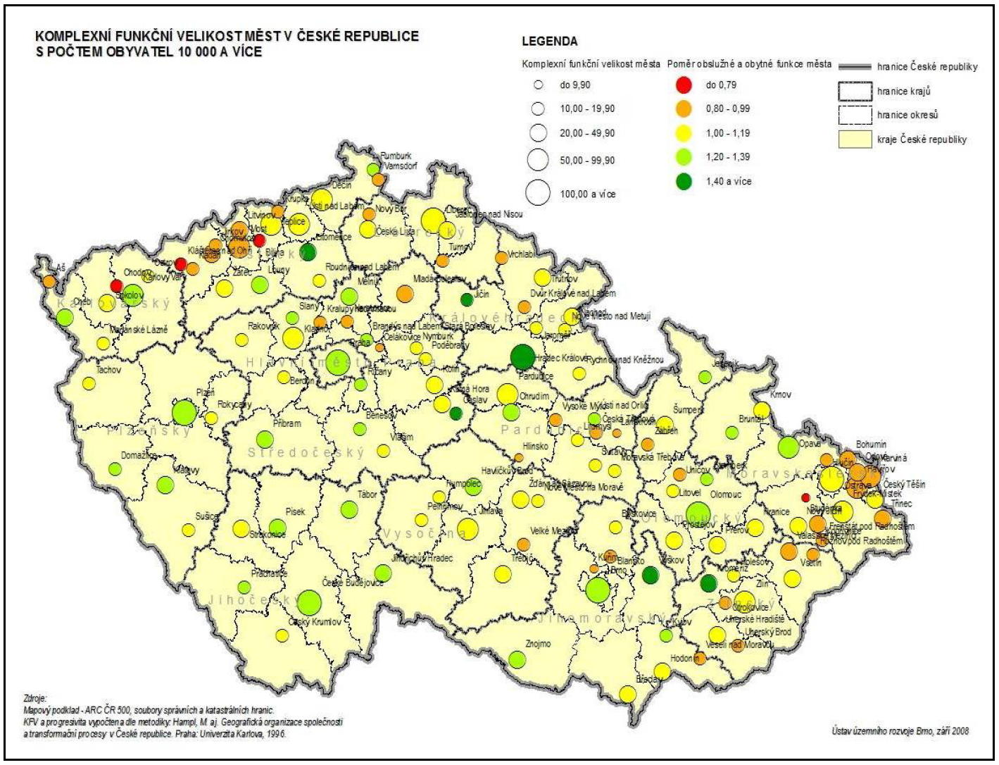 KOMPLEXNÍ FUNKČNÍ VELIKOST MĚST V ČESKÉ REPUBLICE
S POČTEM OBYVATEL 10 000 A VÍCE
LEGENDA
Komplexní funkční velikost města
do 9,90
10,00 - 19,90
20,00 - 49,90
50,00 - 99,90
100,00 a více
Poměr obslužné a obytné funkce města
do 0,79
0,80 - 0,99
1,00 - 1,19
1,20 - 1,39
1,40 a více
hranice České republiky
hranice krajů
hranice okresů
kraje České republiky
Rumburk
Varnsdorf
Děčín
Krupka
Ústí nad Labem
Nový Bor
Liberec
Jablonec nad Nisou
Litvínov
Teplice
Česká Lípa
Jirkov
Most
Chomutov
Litoměřice
Turnov
Vrchlabí
Bílina
Kadaň
Ostrov
Aš
Chodov
Karlovy Vary
Žatec
Louny
Roudnice nad Labem
Mělník
Mladá Boleslav
Jičín
Trutnov
Dvůr Králové nad Labem
Sokolov
Cheb
Karlovarský
Slaný
Královéhradecký
Náchod
Nové Město nad Metují
Mariánské Lázně
Rakovník
Kladno
Brandýs nad Labem-Stará Boleslav
Čelákovice
Nymburk
Poděbrady
Jaroměř
Praha
Hlavní město Praha
Hradec Králové
Rychnov nad Kněžnou
Tachov
Beroun
Říčany
Kolín
Pardubice
Jeseník
Plzeň
Rokycany
Kutná Hora
Čáslav
Chrudim
Vysoké Mýto
Ústí nad Orlicí
Česká Třebová
Lanškroun
Šumperk
Krnov
Plzeňský
Příbram
Benešov
Vlašim
Litomyšl
Zábřeh
Bruntál
Středočeský
Hlinsko
Svitavy
Moravská Třebová
Opava
Bohumín
Orlová
Karviná
Domažlice
Klatovy
Havlíčkův Brod
Uničov
Šternberk
Hlučín
Havířov
Humpolec
Žďár nad Sázavou
Nové Město na Moravě
Litovel
Olomouc
Ostrava
Český Těšín
Frýdek-Místek
Třinec
Tábor
Pelhřimov
Jihlava
Písek
Sušice
Strakonice
Vysočina
Velké Meziříčí
Boskovice
Olomoucký
Prostějov
Přerov
Hranice
Studénka
Nový Jičín
Frenštát pod Radhoštěm
Valašské Meziříčí
Rožnov pod Radhoštěm
Jindřichův Hradec
Třebíč
Kuřim
Blansko
Brno
Vyškov
Kroměříž
Holešov
Vsetín
Prachatice
České Budějovice
Zlín
Jihočeský
Zlínský
Otrokovice
Český Krumlov
Jihomoravský
Kyjov
Uherské Hradiště
Uherský Brod
Znojmo
Veselí nad Moravou
Hodonín
Břeclav
Zdroje:
Mapový podklad - ARC ČR 500, soubory správních a katastrálních hranic.
KFV a progresivita vypočtena dle metodiky: Hampl, M. aj. Geografická organizace společnosti
a transformační procesy v České republice. Praha: Univerzita Karlova, 1996.
Ústav územního rozvoje Brno, září 2008